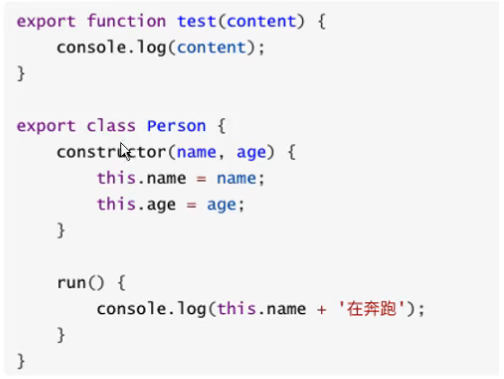 export function test(content) {
    console.log(content);
}

export class Person {
    constructor(name, age) {
        this.name = name;
        this.age = age;
    }

    run() {
        console.log(this.name + '在奔跑');
    }
}